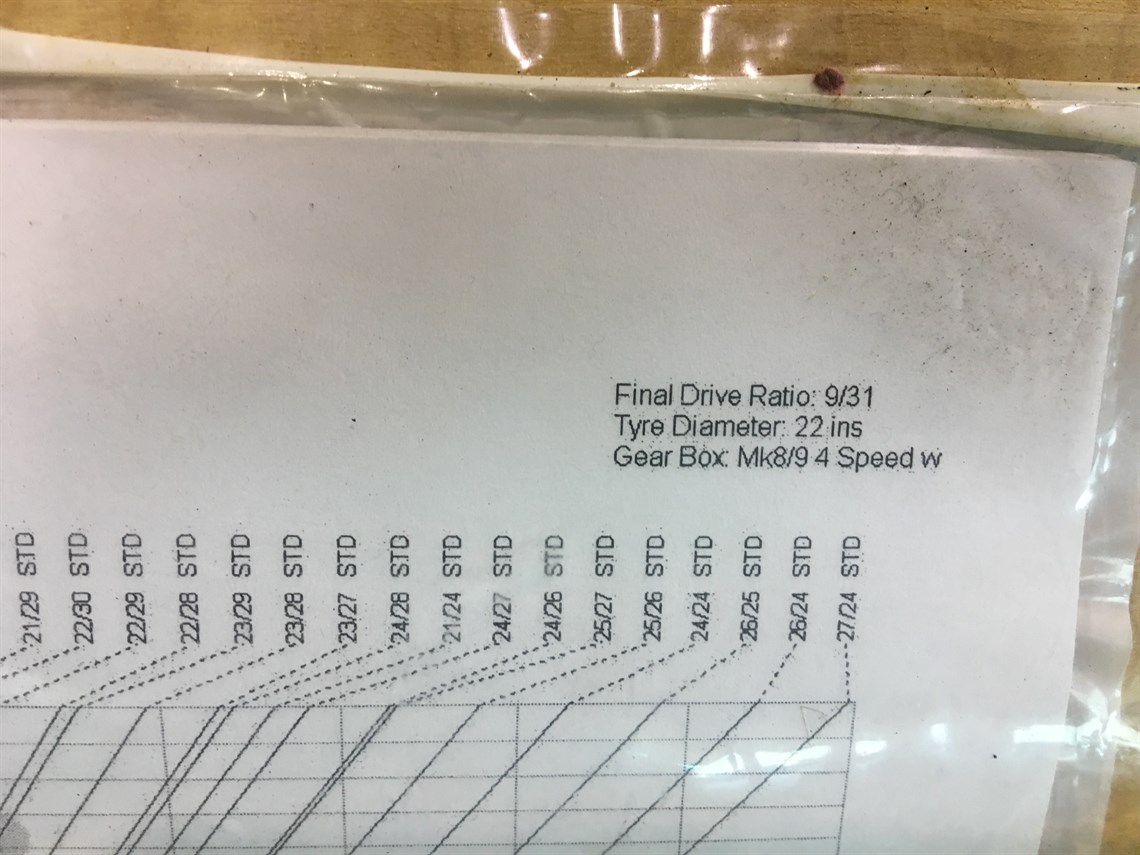 Final Drive Ratio: 9/31
Tyre Diameter: 22 ins
Gear Box: Mk8/9 4 Speed w
21/29 STD
22/30 STD
22/29 STD
22/28 STD
23/29 STD
23/28 STD
23/27 STD
24/28 STD
21/24 STD
24/27 STD
24/26 STD
25/27 STD
25/26 STD
24/24 STD
26/25 STD
26/24 STD
27/24 STD